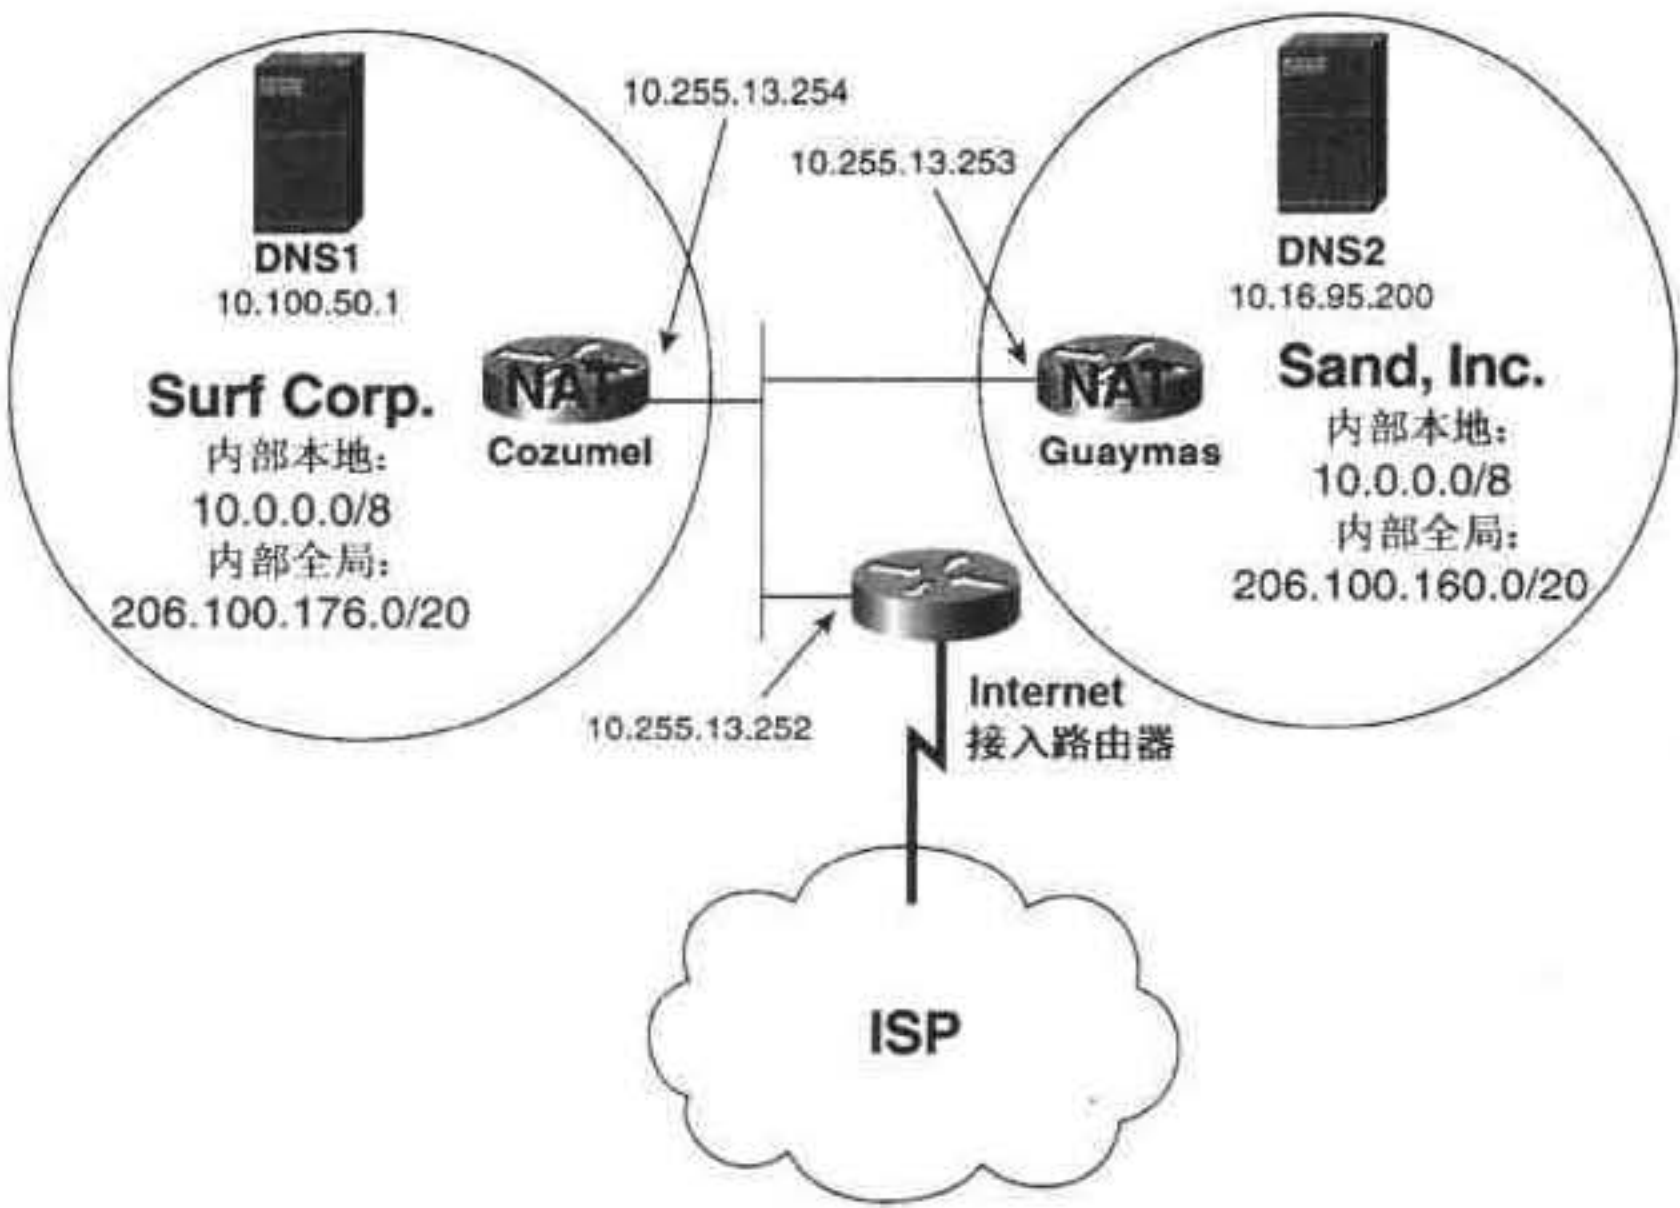 10.255.13.254
10.255.13.253
DNS1
10.100.50.1
DNS2
10.16.95.200
Surf Corp.
内部本地:
10.0.0.0/8
内部全局:
206.100.176.0/20
NAT
Cozumel
NAT
Guaymas
Sand, Inc.
内部本地:
10.0.0.0/8
内部全局:
206.100.160.0/20
10.255.13.252
Internet
接入路由器
ISP